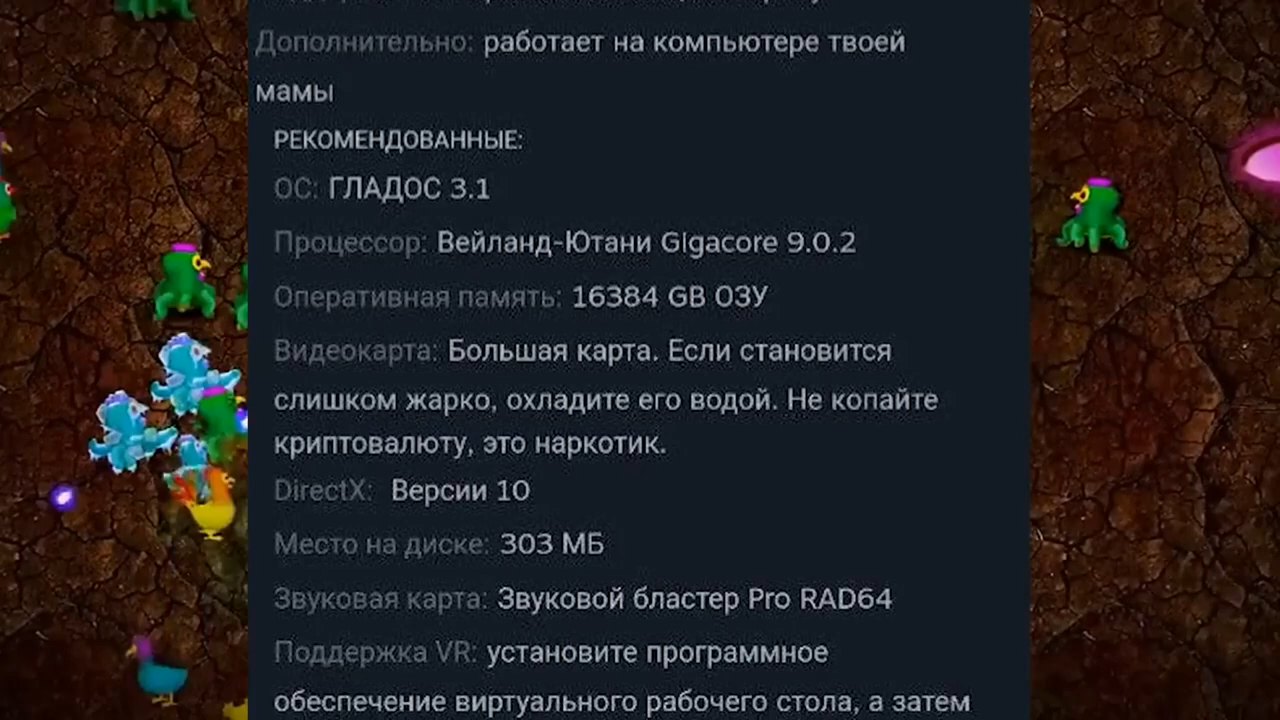 Дополнительно: работает на компьютере твоей
мамы
РЕКОМЕНДОВАННЫЕ:
ОС: ГЛАДОС 3.1
Процессор: Вейланд-Ютани Gigacore 9.0.2
Оперативная память: 16384 GB ОЗУ
Видеокарта: Большая карта. Если становится
слишком жарко, охладите его водой. Не копайте
криптовалюту, это наркотик.
DirectX: Версии 10
Место на диске: 303 МБ
Звуковая карта: Звуковой бластер Pro RAD64
Поддержка VR: установите программное
обеспечение виртуального рабочего стола, а затем